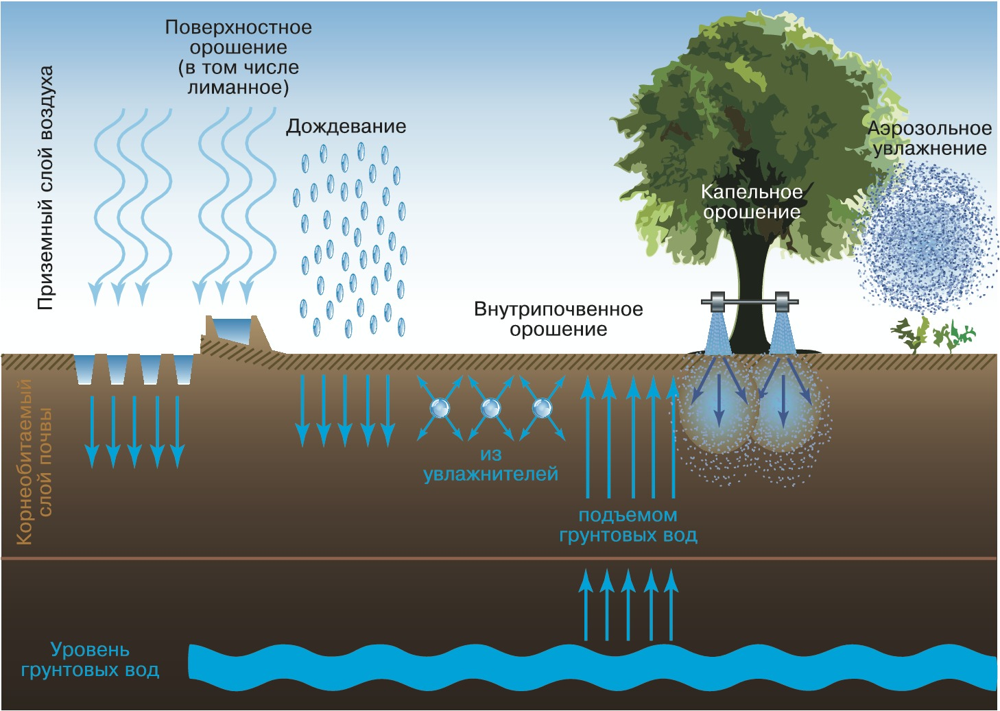 Поверхностное
орошение
(в том числе
лиманное)
Приземный слой воздуха
Дождевание
Аэрозольное
увлажнение
Капельное
орошение
Внутрипочвенное
орошение
Корнеобитаемый
слой почвы
из
увлажнителей
подъемом
грунтовых вод
Уровень
грунтовых вод